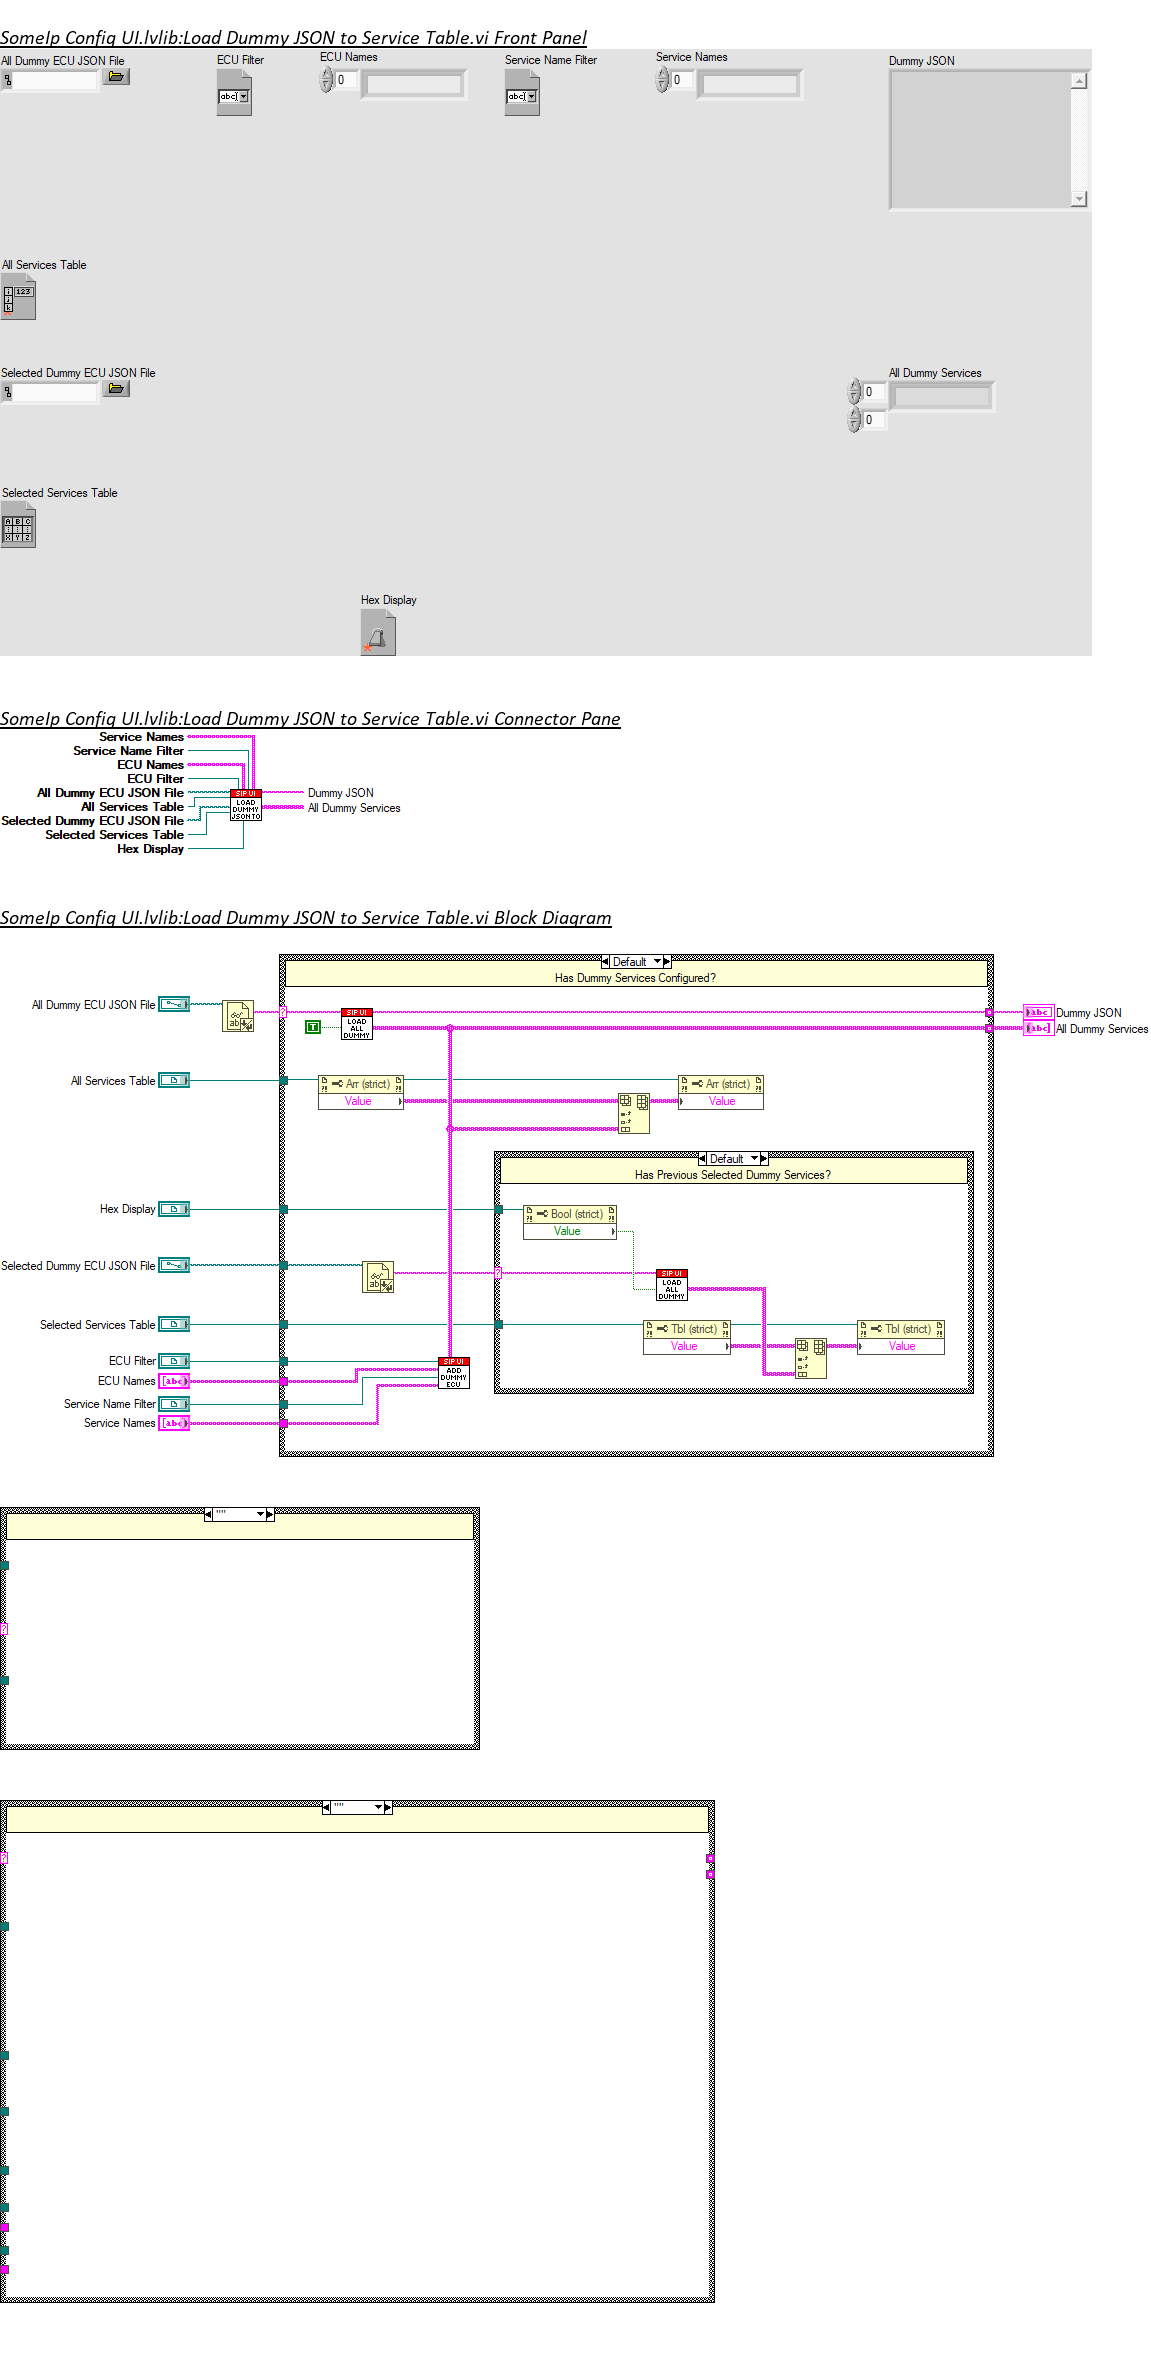 SomeIp Config UI.lvlib:Load Dummy JSON to Service Table.vi Front Panel
All Dummy ECU JSON File
ECU Filter
abc
ECU Names
0
Service Name Filter
abc
Service Names
0
Dummy JSON
All Services Table
i 123
j
k
Selected Dummy ECU JSON File
All Dummy Services
0
0
Selected Services Table
A B C
X Y Z
Hex Display
SomeIp Config UI.lvlib:Load Dummy JSON to Service Table.vi Connector Pane
Service Names
Service Name Filter
ECU Names
ECU Filter
All Dummy ECU JSON File
All Services Table
Selected Dummy ECU JSON File
Selected Services Table
Hex Display
SIP UI
LOAD
DUMMY
JSON TO
Dummy JSON
All Dummy Services
SomeIp Config UI.lvlib:Load Dummy JSON to Service Table.vi Block Diagram
Default
Has Dummy Services Configured?
All Dummy ECU JSON File
ab
?
T
SIP UI
LOAD
ALL
DUMMY
abc
Dummy JSON
[abc]
All Dummy Services
All Services Table
Arr (strict)
Value
Arr (strict)
Value
Default
Has Previous Selected Dummy Services?
Hex Display
Bool (strict)
Value
Selected Dummy ECU JSON File
ab
?
SIP UI
LOAD
ALL
DUMMY
Selected Services Table
Tbl (strict)
Value
Tbl (strict)
Value
ECU Filter
ECU Names
[abc]
Service Name Filter
Service Names
[abc]
SIP UI
ADD
DUMMY
ECU
""
?
""
?